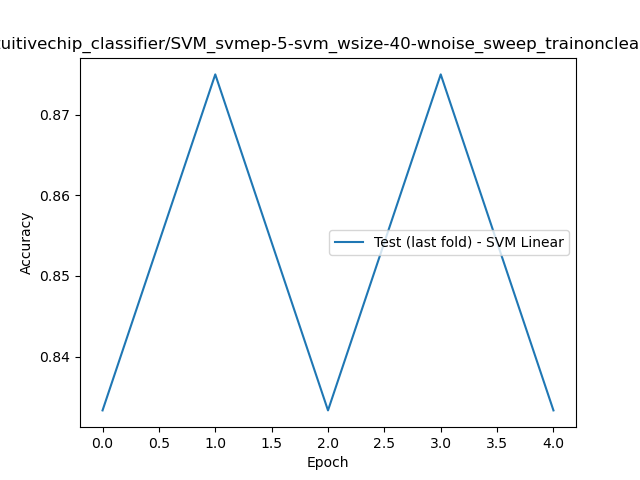 uitivechip_classifier/SVM_svmep-5-svm_wsize-40-wnoise_sweep_trainonclea
0.87
0.86
0.85
0.84
Accuracy
Test (last fold) - SVM Linear
0.0 0.5 1.0 1.5 2.0 2.5 3.0 3.5 4.0
Epoch